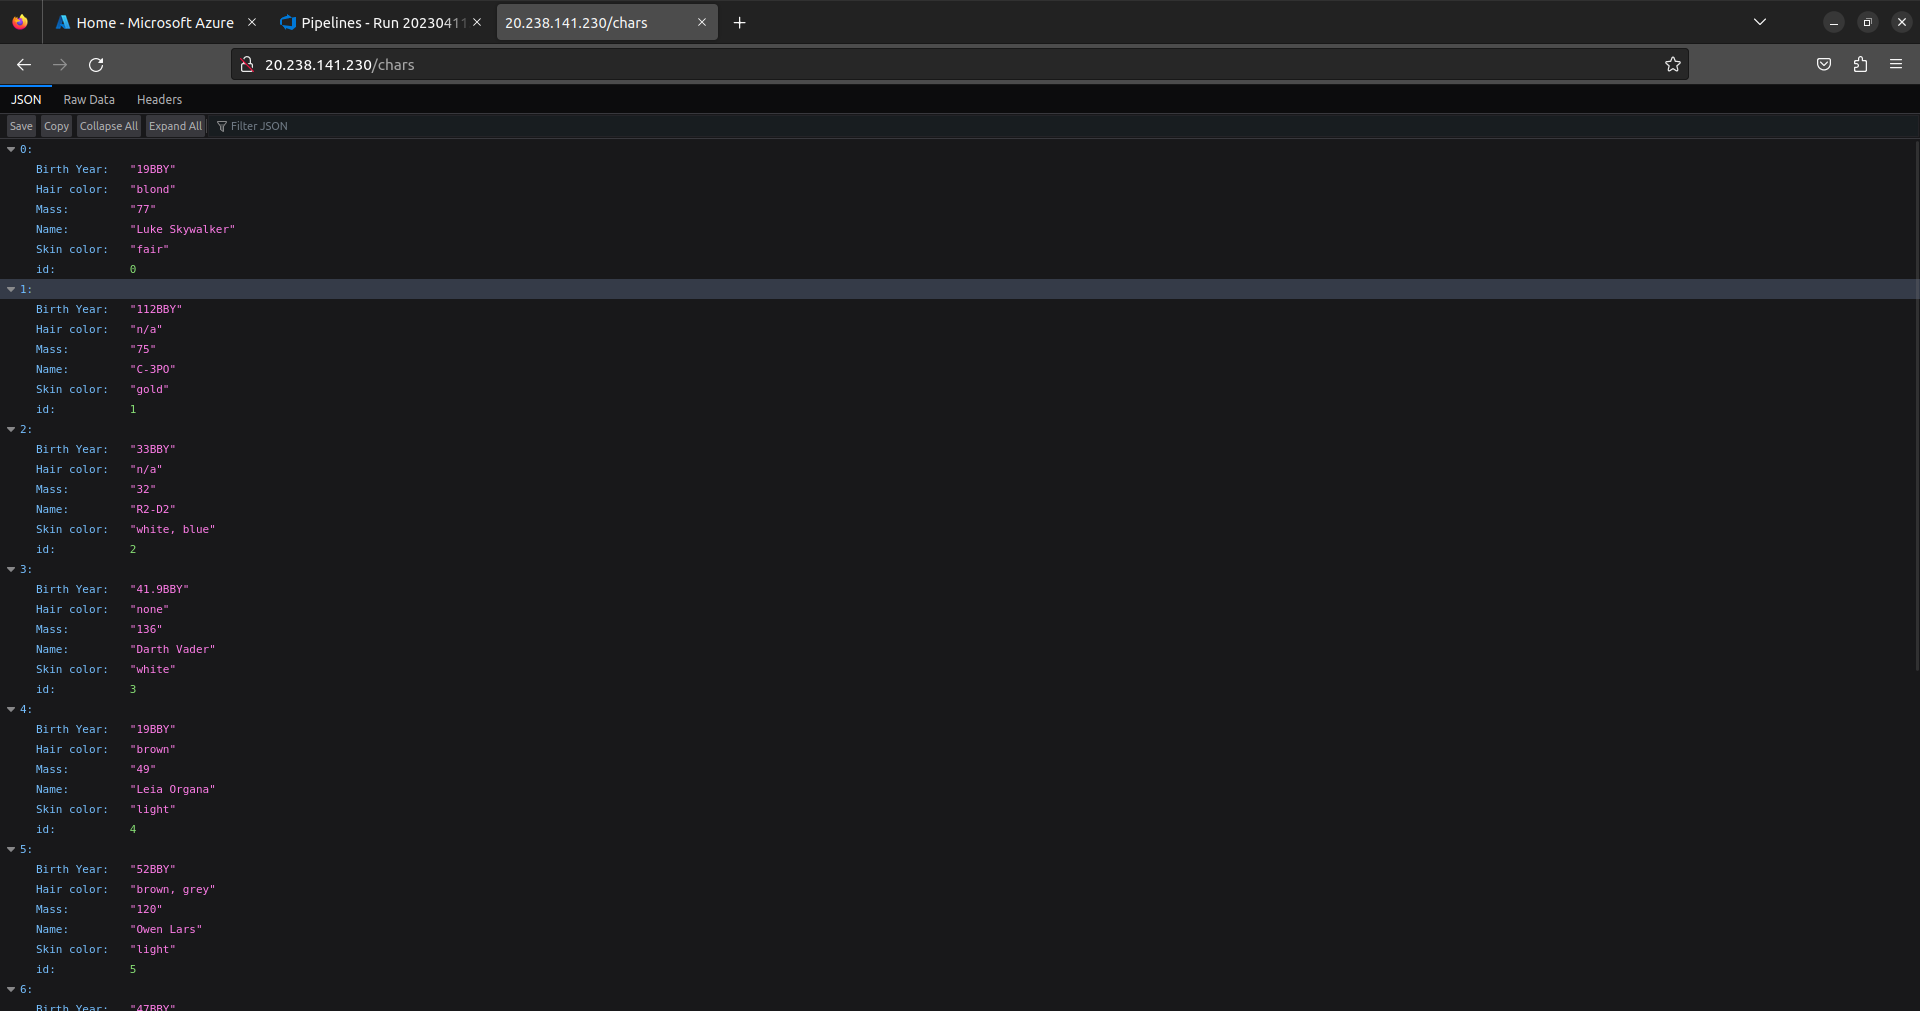 Home - Microsoft Azure
Pipelines - Run 20230411
20.238.141.230/chars
20.238.141.230/chars
JSON Raw Data Headers
Save Copy Collapse All Expand All Filter JSON
0:
Birth Year: "19BBY"
Hair color: "blond"
Mass: "77"
Name: "Luke Skywalker"
Skin color: "fair"
id: 0
1:
Birth Year: "112BBY"
Hair color: "n/a"
Mass: "75"
Name: "C-3PO"
Skin color: "gold"
id: 1
2:
Birth Year: "33BBY"
Hair color: "n/a"
Mass: "32"
Name: "R2-D2"
Skin color: "white, blue"
id: 2
3:
Birth Year: "41.9BBY"
Hair color: "none"
Mass: "136"
Name: "Darth Vader"
Skin color: "white"
id: 3
4:
Birth Year: "19BBY"
Hair color: "brown"
Mass: "49"
Name: "Leia Organa"
Skin color: "light"
id: 4
5:
Birth Year: "52BBY"
Hair color: "brown, grey"
Mass: "120"
Name: "Owen Lars"
Skin color: "light"
id: 5
6:
Birth Year: "47BBY"